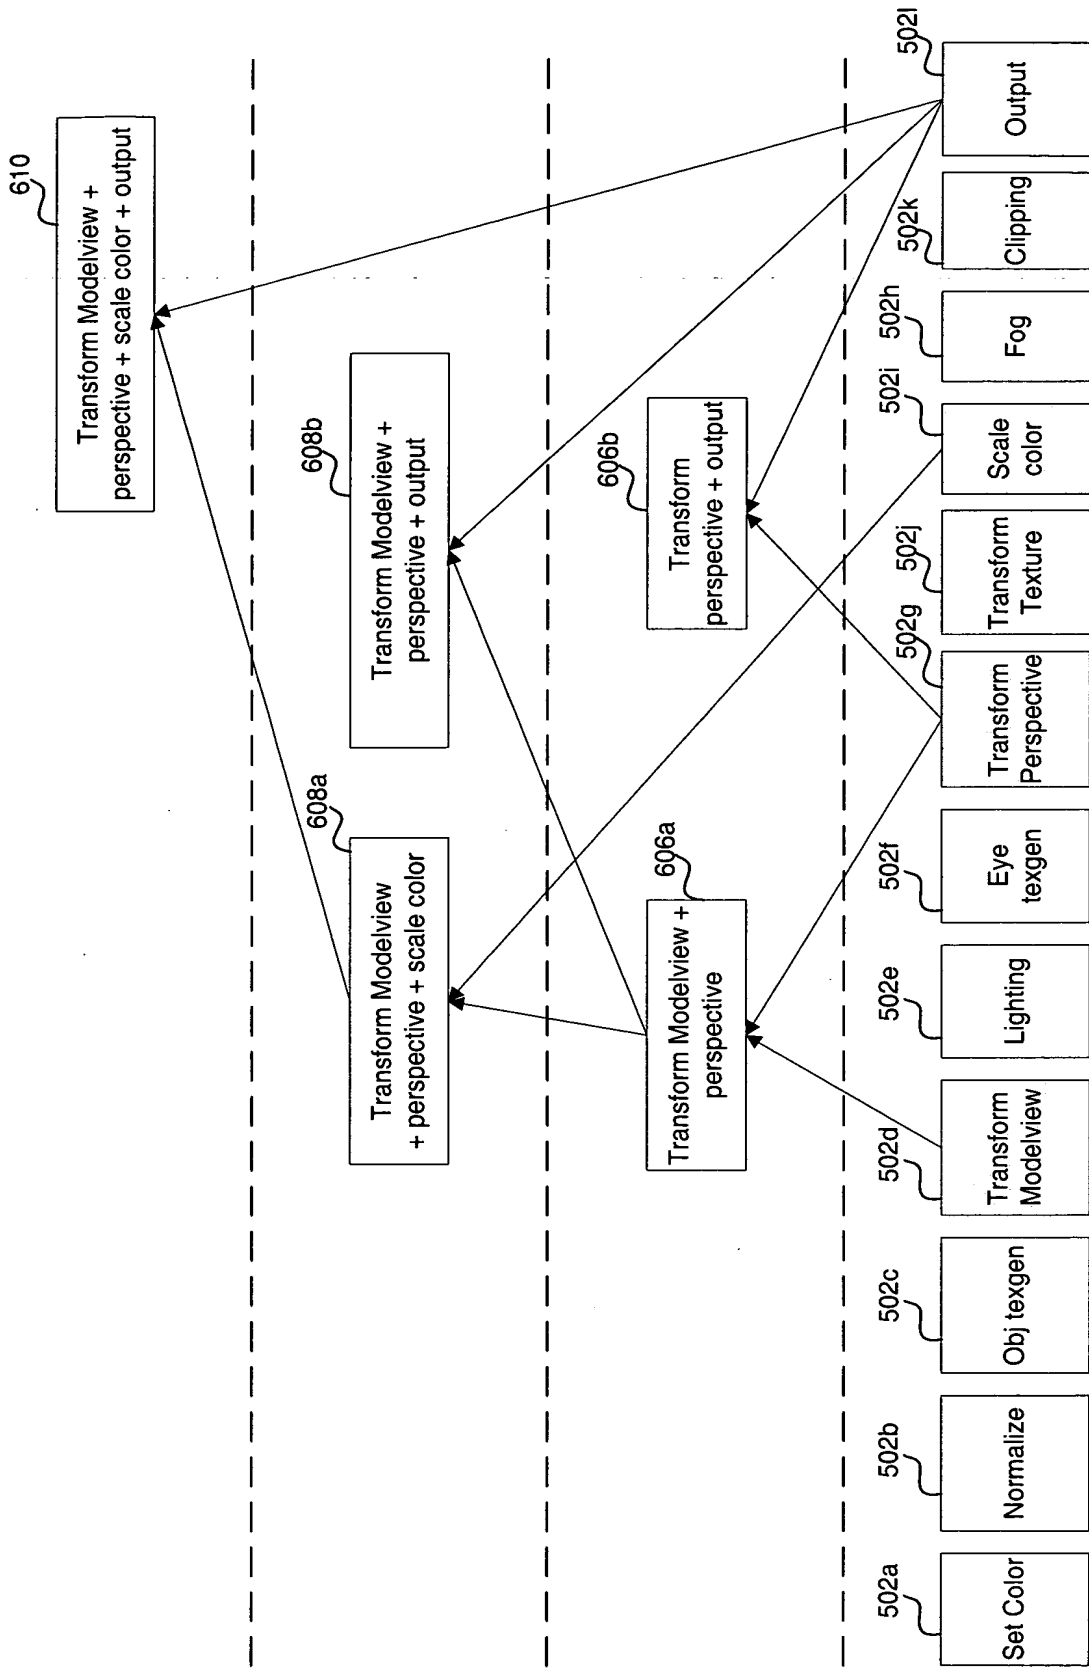 610
Transform Modelview +
perspective + scale color + output
608a
Transform Modelview
+ perspective + scale color
608b
Transform Modelview +
perspective + output
606a
Transform Modelview +
perspective
606b
Transform
perspective + output
502a
Set Color
502b
Normalize
502c
Obj texgen
502d
Transform
Modelview
502e
Lighting
502f
Eye
texgen
502g
Transform
Perspective
502j
Transform
Texture
502i
Scale
color
502h
Fog
502k
Clipping
502l
Output